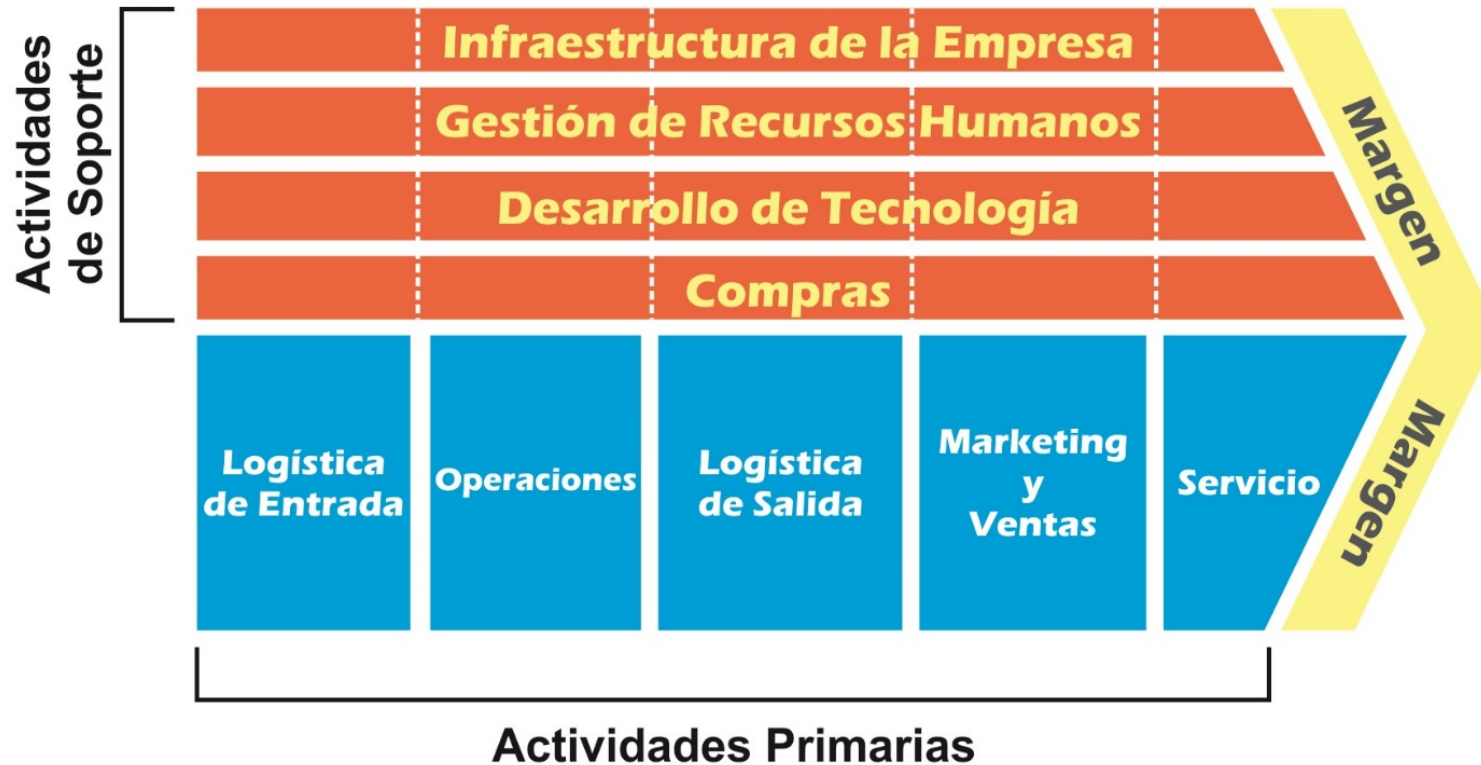 Actividades
de Soporte
Infraestructura de la Empresa
Gestión de Recursos Humanos
Desarrollo de Tecnología
Compras
Margen
Logística
de Entrada
Operaciones
Logística
de Salida
Marketing
y
Ventas
Servicio
Margen
Actividades Primarias